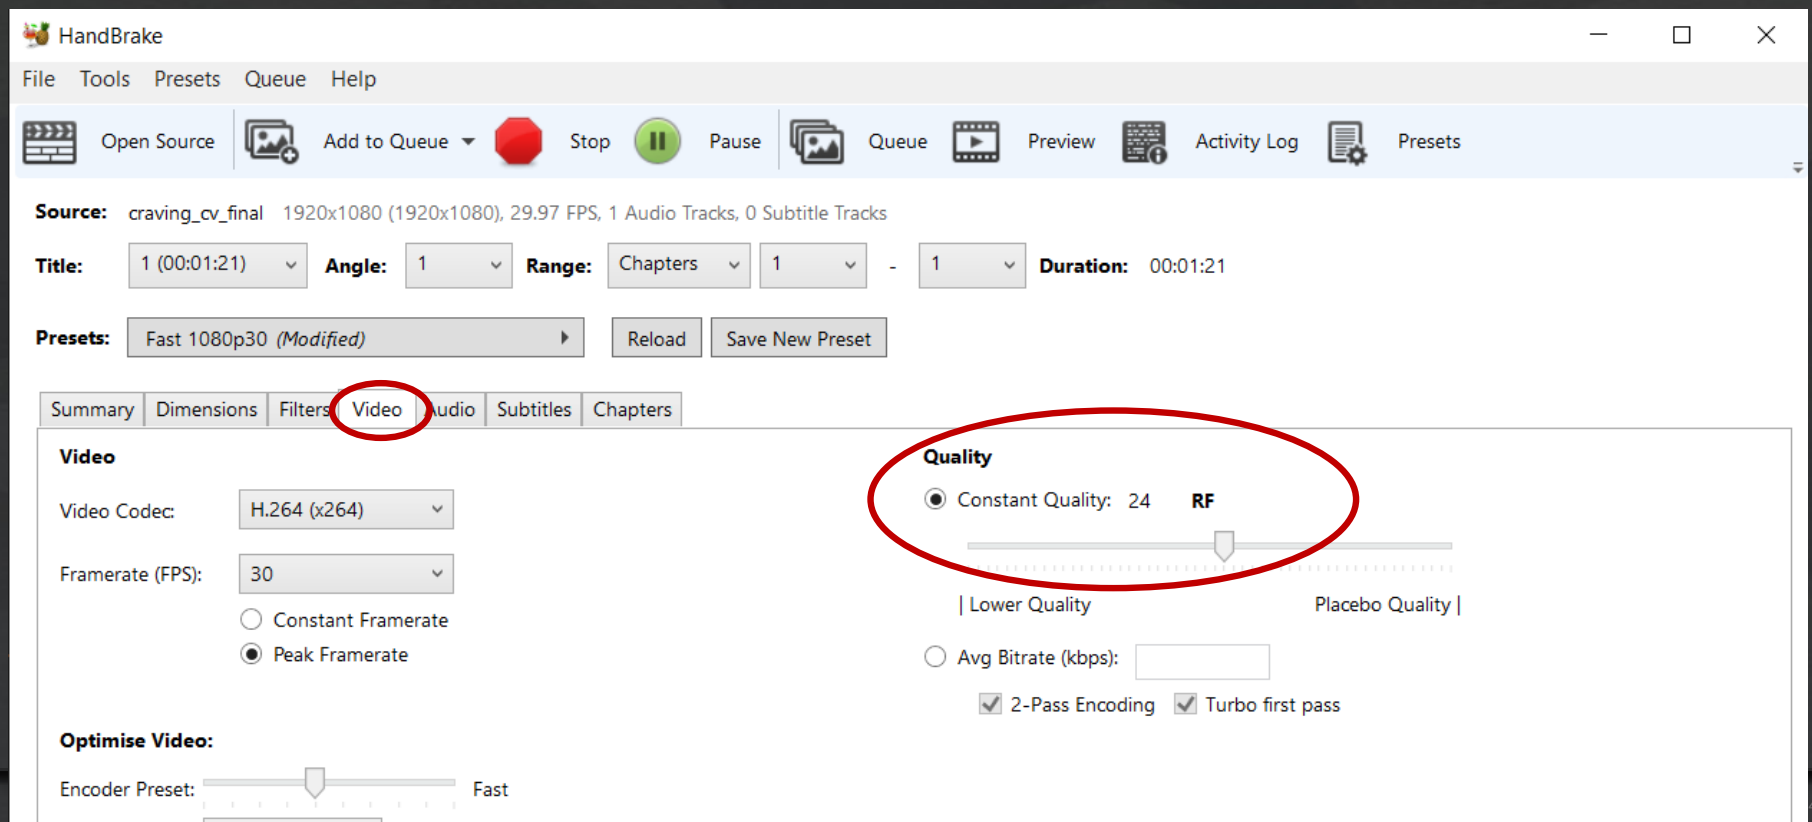 HandBrake
File Tools Presets Queue Help
Open Source Add to Queue Stop Pause Queue Preview Activity Log Presets
Source: craving_cv_final 1920x1080 (1920x1080), 29.97 FPS, 1 Audio Tracks, 0 Subtitle Tracks
Title: 1 (00:01:21) Angle: 1 Range: Chapters 1 - 1 Duration: 00:01:21
Presets: Fast 1080p30 (Modified) Reload Save New Preset
Summary Dimensions Filters Video Audio Subtitles Chapters
Video
Video Codec: H.264 (x264)
Framerate (FPS): 30
Constant Framerate
Peak Framerate
Quality
Constant Quality: 24 RF
| Lower Quality Placebo Quality |
Avg Bitrate (kbps):
2-Pass Encoding Turbo first pass
Optimise Video:
Encoder Preset: Fast